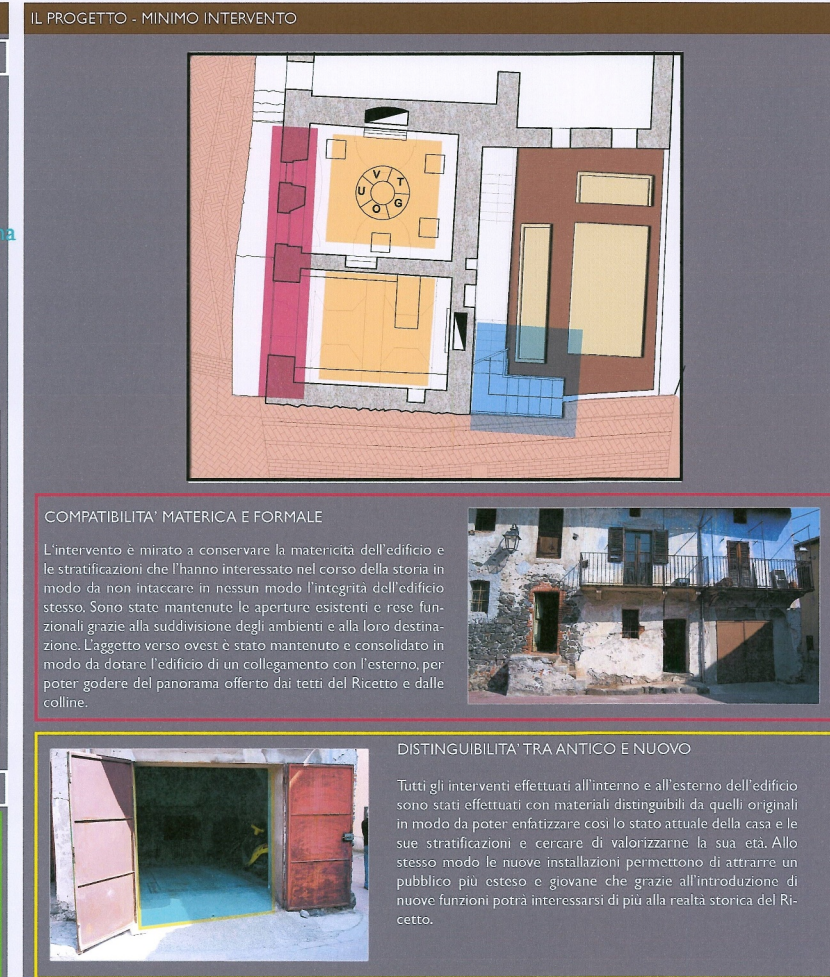 IL PROGETTO - MINIMO INTERVENTO
na
V
T
U
G
O
COMPATIBILITA' MATERICA E FORMALE
L'intervento è mirato a conservare la matericità dell'edificio e
le stratificazioni che l'hanno interessato nel corso della storia in
modo da non intaccare in nessun modo l'integrità dell'edificio
stesso. Sono state mantenute le aperture esistenti e rese fun-
zionali grazie alla suddivisione degli ambienti e alla loro destina-
zione. L'aggetto verso ovest è stato mantenuto e consolidato in
modo da dotare l'edificio di un collegamento con l'esterno, per
poter godere del panorama offerto dai tetti del Ricetto e dalle
colline.
DISTINGUIBILITA' TRA ANTICO E NUOVO
Tutti gli interventi effettuati all'interno e all'esterno dell'edificio
sono stati effettuati con materiali distinguibili da quelli originali
in modo da poter enfatizzare così lo stato attuale della casa e le
sue stratificazioni e cercare di valorizzarne la sua età. Allo
stesso modo le nuove installazioni permettono di attrarre un
pubblico più esteso e giovane che grazie all'introduzione di
nuove funzioni potrà interessarsi di più alla realtà storica del Ri-
cetto.